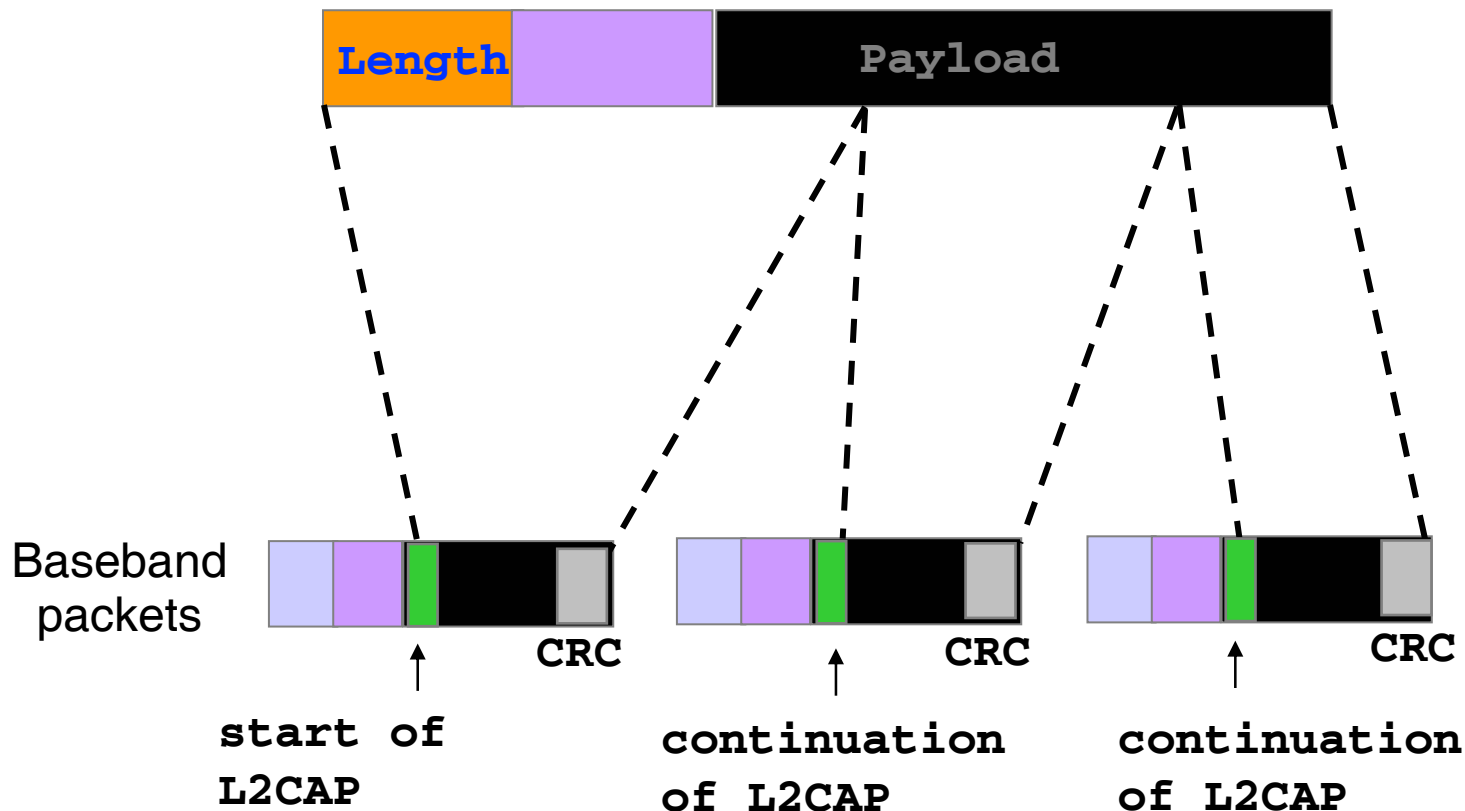 Length
Payload
Baseband
packets
CRC
CRC
CRC
start of
L2CAP
continuation
of L2CAP
continuation
of L2CAP